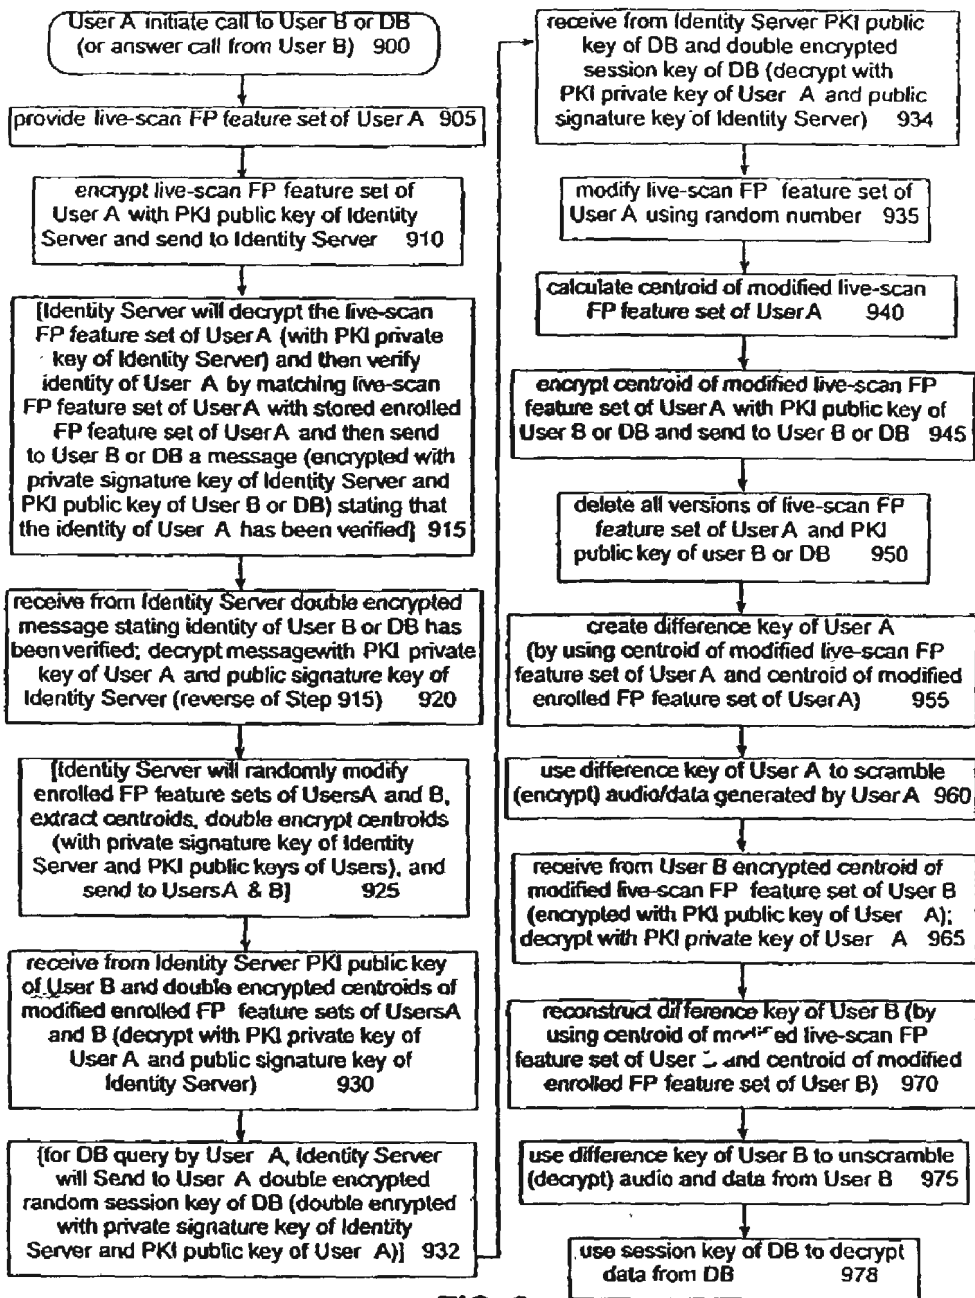 User A initiate call to User B or DB
(or answer call from User B) 900
provide live-scan FP feature set of User A 905
encrypt live-scan FP feature set of
User A with PKI public key of Identity
Server and send to Identity Server 910
[Identity Server will decrypt the live-scan
FP feature set of User A (with PKI private
key of Identity Server) and then verify
identity of User A by matching live-scan
FP feature set of User A with stored enrolled
FP feature set of User A and then send
to User B or DB a message (encrypted with
private signature key of Identity Server and
PKI public key of User B or DB) stating that
the identity of User A has been verified] 915
receive from Identity Server double encrypted
message stating identity of User B or DB has
been verified; decrypt message with PKI private
key of User A and public signature key of
Identity Server (reverse of Step 915) 920
[Identity Server will randomly modify
enrolled FP feature sets of Users A and B,
extract centroids, double encrypt centroids
(with private signature key of Identity
Server and PKI public keys of Users), and
send to Users A & B] 925
receive from Identity Server PKI public key
of User B and double encrypted centroids of
modified enrolled FP feature sets of Users A
and B (decrypt with PKI private key of
User A and public signature key of
Identity Server) 930
[for DB query by User A, Identity Server
will Send to User A double encrypted
random session key of DB (double enrypted
with private signature key of Identity
Server and PKI public key of User A)] 932
receive from Identity Server PKI public
key of DB and double encrypted
session key of DB (decrypt with
PKI private key of User A and public
signature key of Identity Server) 934
modify live-scan FP feature set of
User A using random number 935
calculate centroid of modified live-scan
FP feature set of User A 940
encrypt centroid of modified live-scan FP
feature set of User A with PKI public key of
User B or DB and send to User B or DB 945
delete all versions of live-scan FP
feature set of User A and PKI
public key of user B or DB 950
create difference key of User A
(by using centroid of modified live-scan FP
feature set of User A and centroid of modified
enrolled FP feature set of User A) 955
use difference key of User A to scramble
(encrypt) audio/data generated by User A 960
receive from User B encrypted centroid of
modified live-scan FP feature set of User B
(encrypted with PKI public key of User A);
decrypt with PKI private key of User A 965
reconstruct difference key of User B (by
using centroid of modified live-scan FP
feature set of User and centroid of modified
enrolled FP feature set of User B) 970
use difference key of User B to unscramble
(decrypt) audio and data from User B 975
use session key of DB to decrypt
data from DB 978